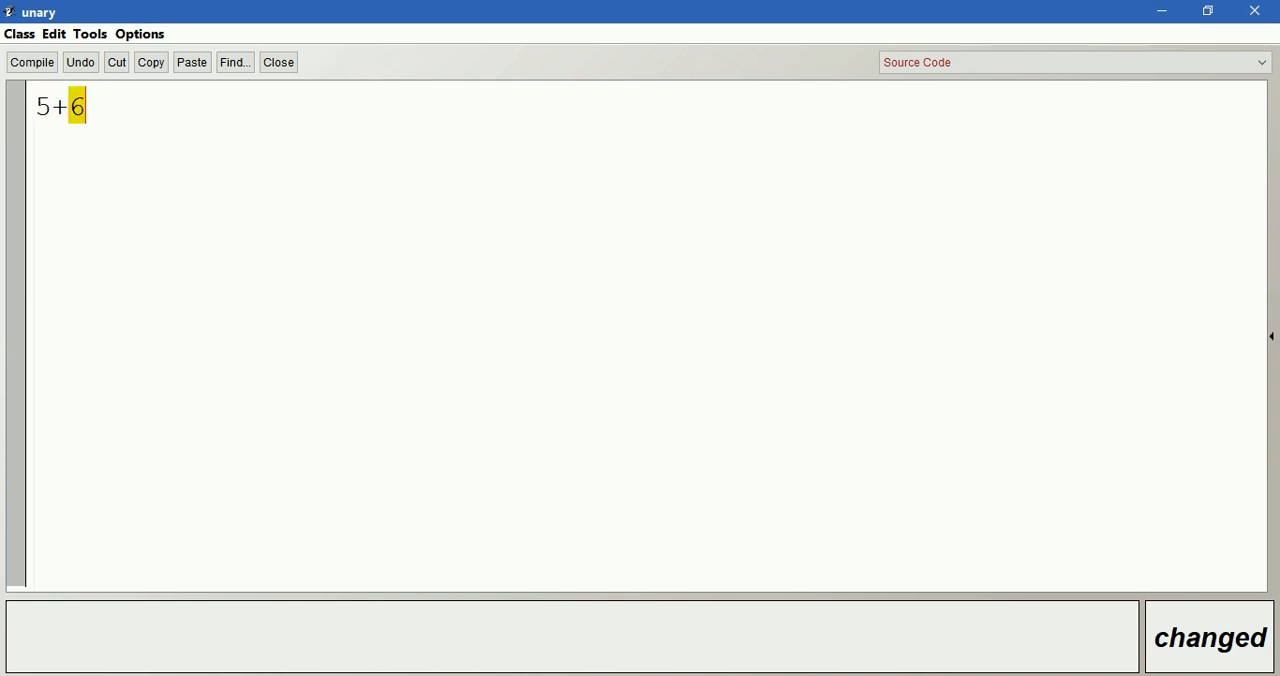 unary
Class Edit Tools Options
Compile Undo Cut Copy Paste Find... Close Source Code
5+6
changed